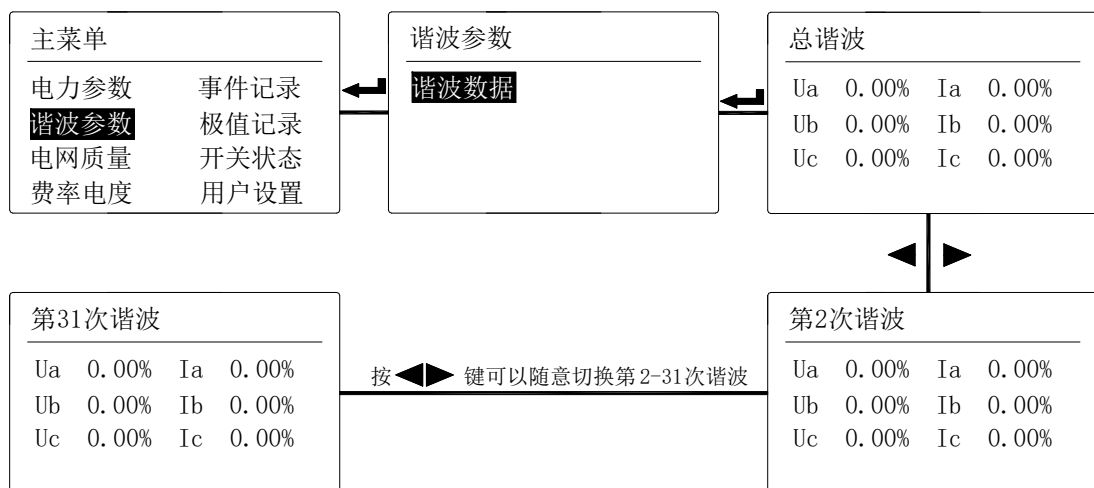 主菜单
电力参数 事件记录
谐波参数 极值记录
电网质量 开关状态
费率电度 用户设置
谐波参数
谐波数据
总谐波
Ua 0.00% Ia 0.00%
Ub 0.00% Ib 0.00%
Uc 0.00% Ic 0.00%
第31次谐波
Ua 0.00% Ia 0.00%
Ub 0.00% Ib 0.00%
Uc 0.00% Ic 0.00%
按◀▶ 键可以随意切换第2-31次谐波
第2次谐波
Ua 0.00% Ia 0.00%
Ub 0.00% Ib 0.00%
Uc 0.00% Ic 0.00%